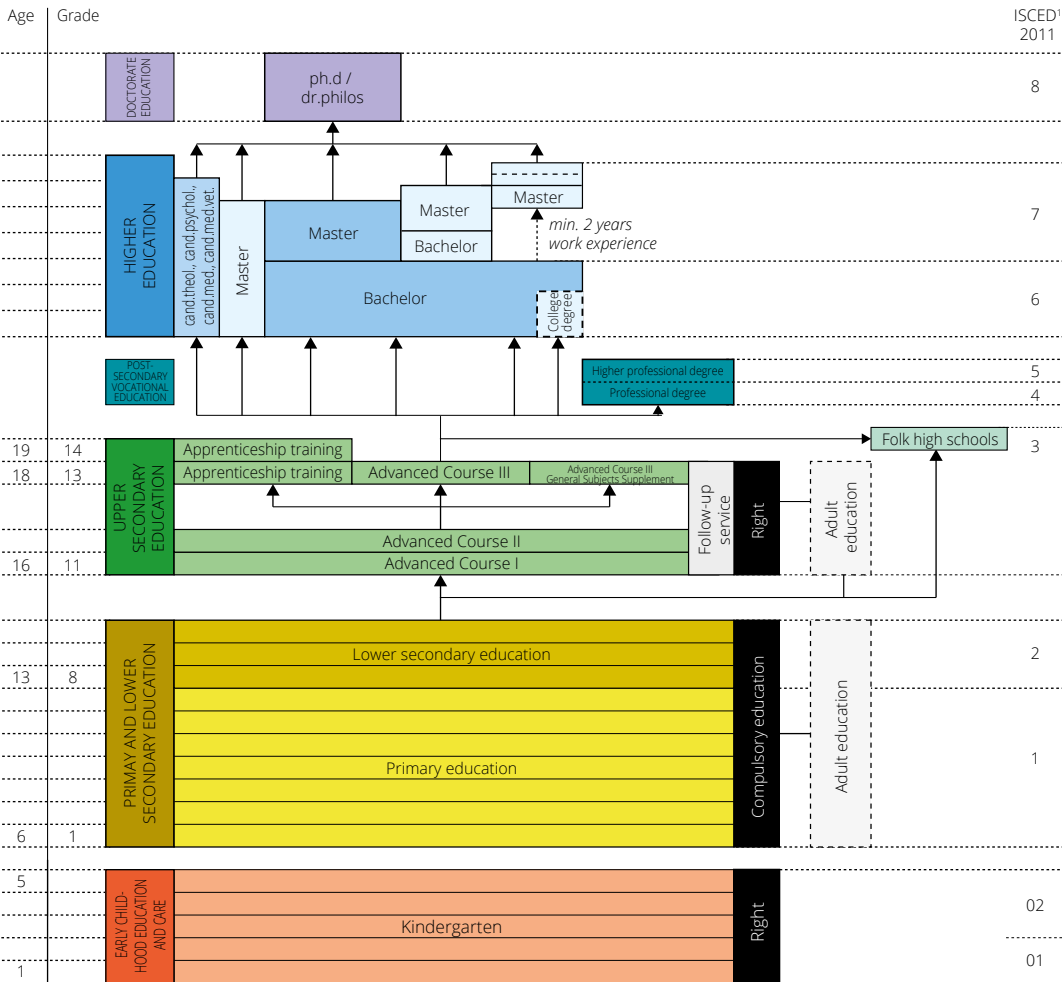 Age
Grade
ISCED¹
2011
DOCTORATE
EDUCATION
ph.d /
dr.philos
8
HIGHER
EDUCATION
cand.theol., cand.psychol.,
cand.med., cand.med.vet.
Master
Master
Bachelor
Master
Bachelor
Master
min. 2 years
work experience
College
degree
7
6
POST-
SECONDARY
VOCATIONAL
EDUCATION
Higher professional degree
Professional degree
5
4
19
14
18
13
16
11
UPPER
SECONDARY
EDUCATION
Apprenticeship training
Apprenticeship training
Advanced Course III
Advanced Course III
General Subjects Supplement
Advanced Course II
Advanced Course I
Follow-up
service
Right
Adult
education
Folk high schools
3
13
8
6
1
PRIMAY AND LOWER
SECONDARY EDUCATION
Lower secondary education
Primary education
Compulsory education
Adult education
2
1
5
1
EARLY CHILD-
HOOD EDUCATION
AND CARE
Kindergarten
Right
02
01